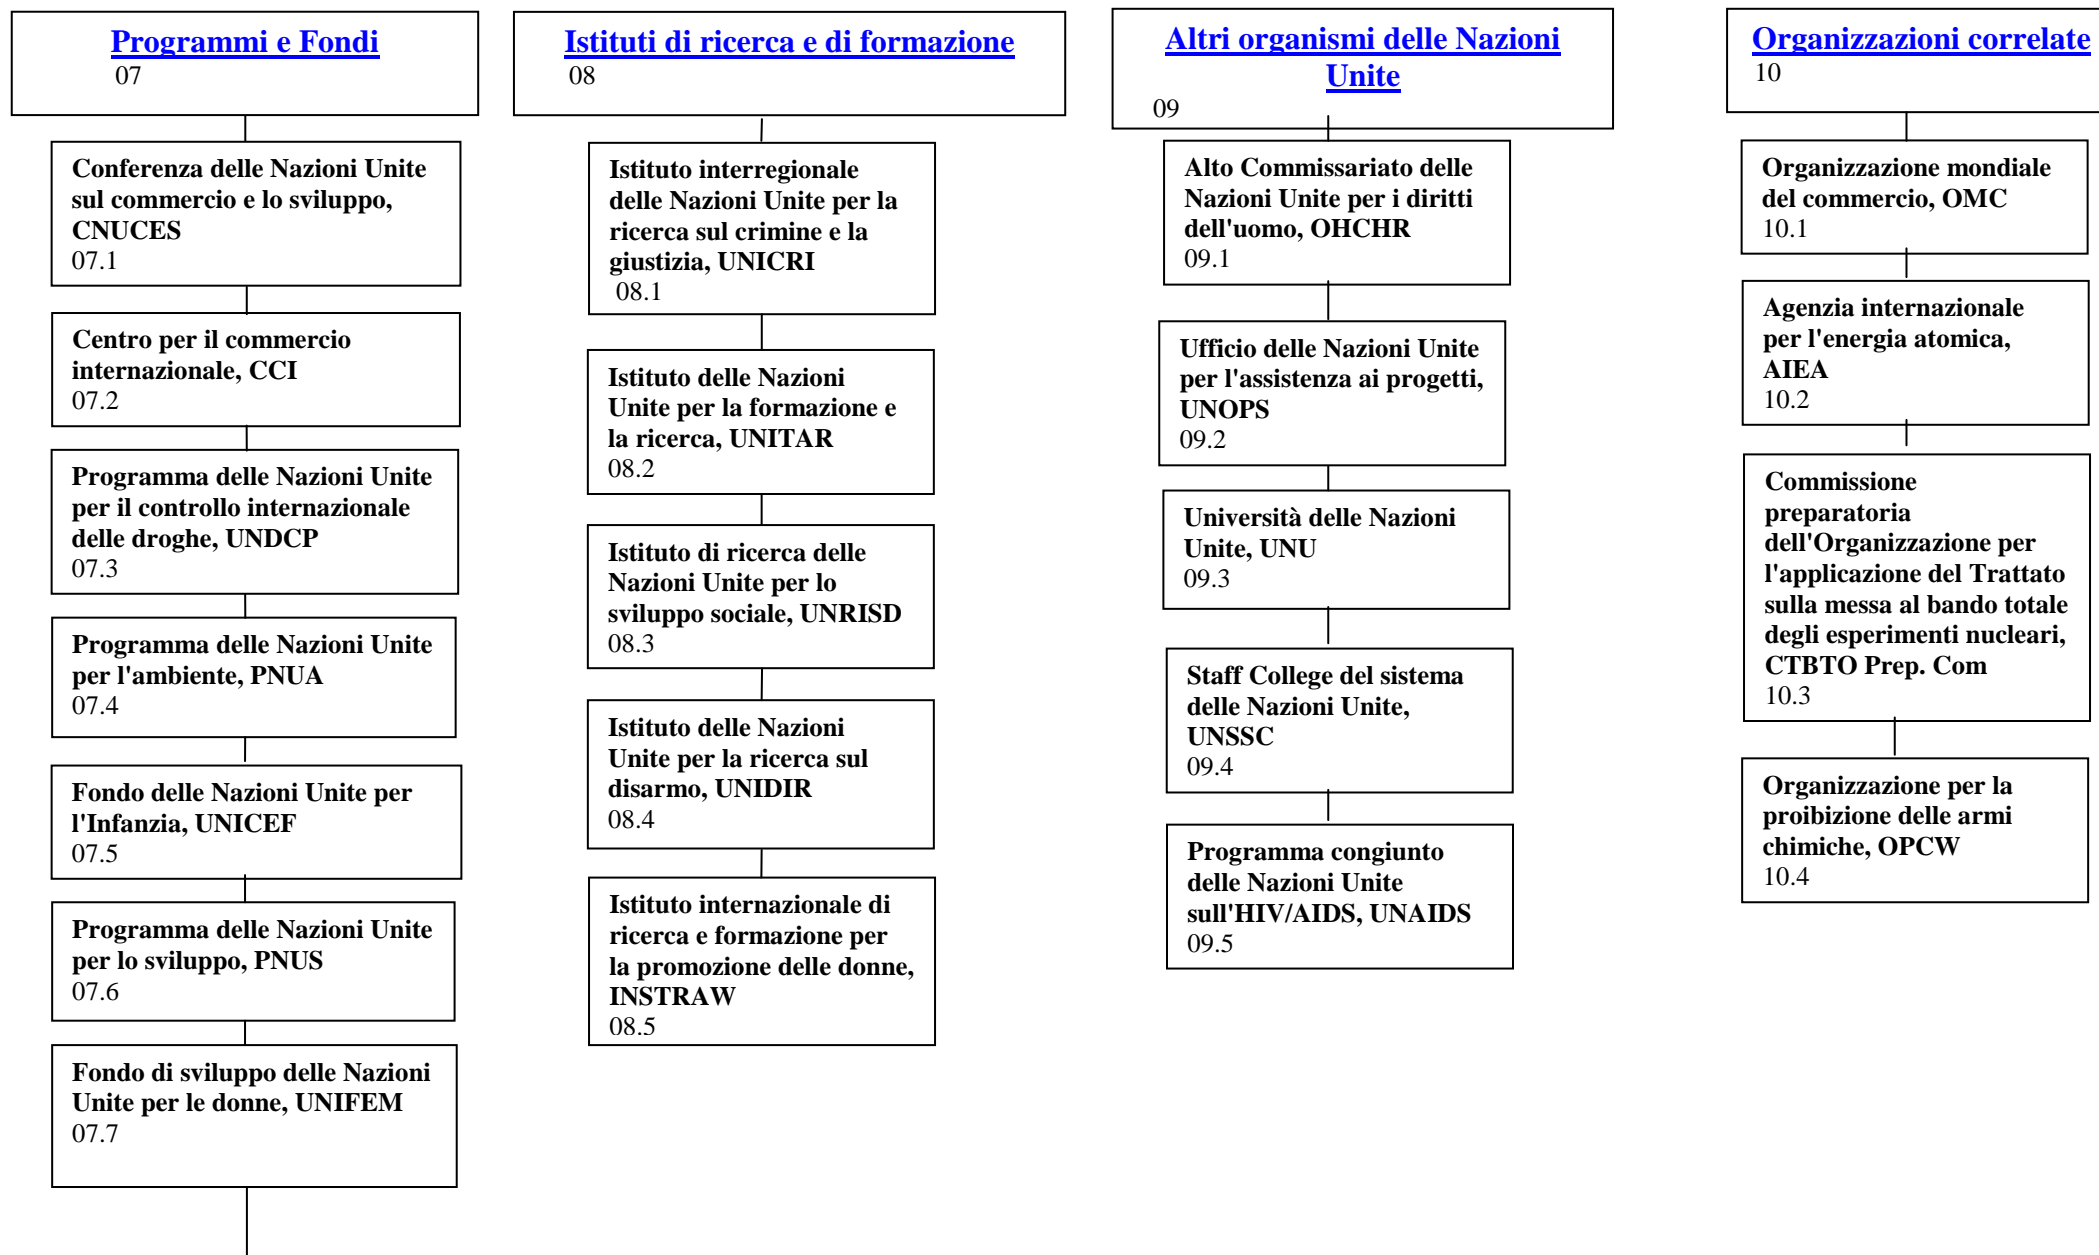 Programmi e Fondi
07
Conferenza delle Nazioni Unite
sul commercio e lo sviluppo,
CNUCES
07.1
Centro per il commercio
internazionale, CCI
07.2
Programma delle Nazioni Unite
per il controllo internazionale
delle droghe, UNDCP
07.3
Programma delle Nazioni Unite
per l'ambiente, PNUA
07.4
Fondo delle Nazioni Unite per
l'Infanzia, UNICEF
07.5
Programma delle Nazioni Unite
per lo sviluppo, PNUS
07.6
Fondo di sviluppo delle Nazioni
Unite per le donne, UNIFEM
07.7
Istituti di ricerca e di formazione
08
Istituto interregionale
delle Nazioni Unite per la
ricerca sul crimine e la
giustizia, UNICRI
08.1
Istituto delle Nazioni
Unite per la formazione e
la ricerca, UNITAR
08.2
Istituto di ricerca delle
Nazioni Unite per lo
sviluppo sociale, UNRISD
08.3
Istituto delle Nazioni
Unite per la ricerca sul
disarmo, UNIDIR
08.4
Istituto internazionale di
ricerca e formazione per
la promozione delle donne,
INSTRAW
08.5
Altri organismi delle Nazioni
Unite
09
Alto Commissariato delle
Nazioni Unite per i diritti
dell'uomo, OHCHR
09.1
Ufficio delle Nazioni Unite
per l'assistenza ai progetti,
UNOPS
09.2
Università delle Nazioni
Unite, UNU
09.3
Staff College del sistema
delle Nazioni Unite,
UNSSC
09.4
Programma congiunto
delle Nazioni Unite
sull'HIV/AIDS, UNAIDS
09.5
Organizzazioni correlate
10
Organizzazione mondiale
del commercio, OMC
10.1
Agenzia internazionale
per l'energia atomica,
AIEA
10.2
Commissione
preparatoria
dell'Organizzazione per
l'applicazione del Trattato
sulla messa al bando totale
degli esperimenti nucleari,
CTBTO Prep. Com
10.3
Organizzazione per la
proibizione delle armi
chimiche, OPCW
10.4